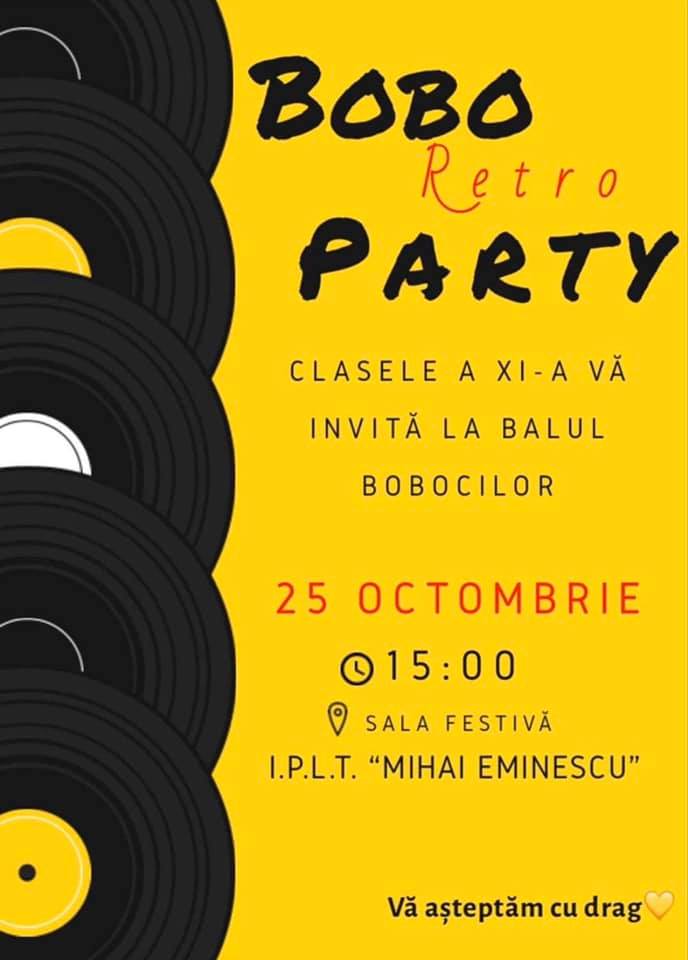 BOBO
Retro
PARTY
CLASELE A XI-A VĂ
INVITĂ LA BALUL
BOBOCILOR
25 OCTOMBRIE
15:00
SALA FESTIVĂ
I.P.L.T. “MIHAI EMINESCU”
Vă așteptăm cu drag💛